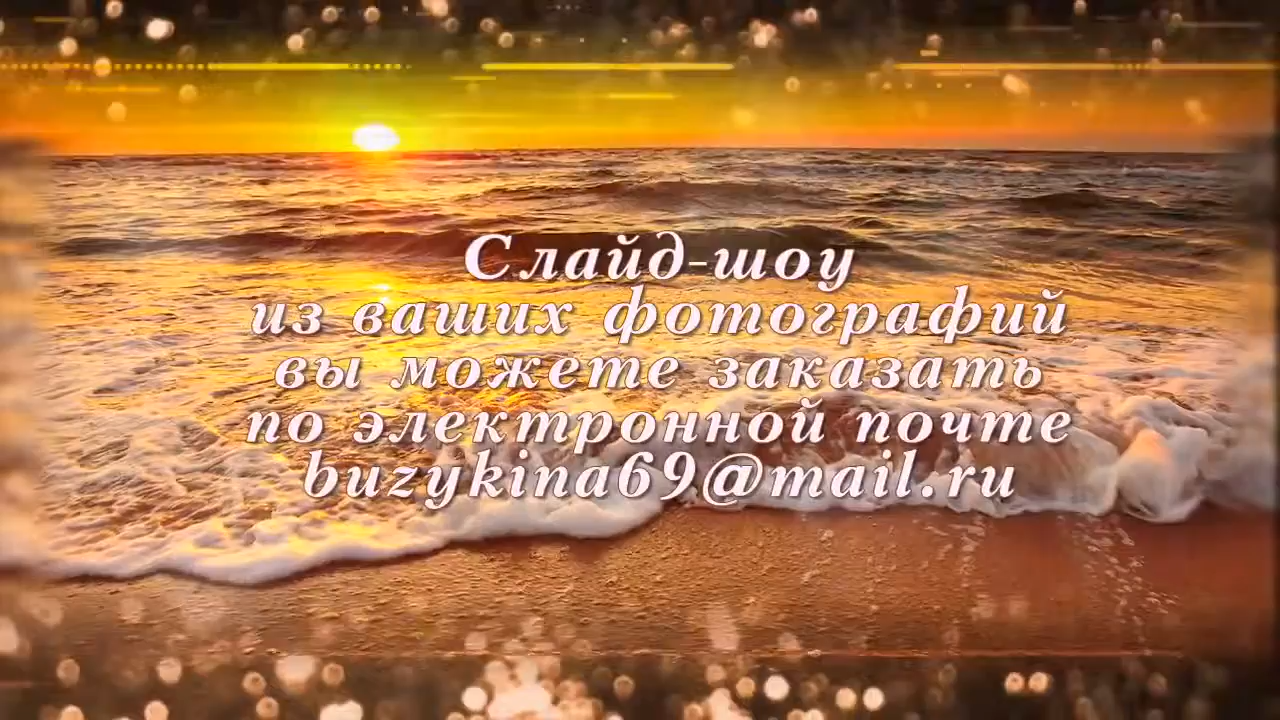 Слайд-шоу
из ваших фотографий
вы можете заказать
по электронной почте
buzykina69@mail.ru